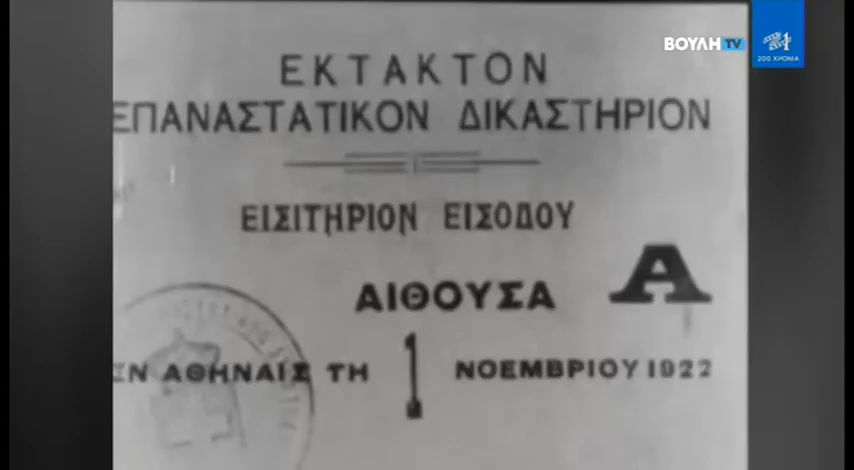 ΒΟΥΛΗ TV
200 ΧΡΟΝΙΑ
ΕΚΤΑΚΤΟΝ
ΕΠΑΝΑΣΤΑΤΙΚΟΝ ΔΙΚΑΣΤΗΡΙΟΝ
ΕΙΣΙΤΗΡΙΟΝ ΕΙΣΟΔΟΥ
ΑΙΘΟΥΣΑ Α
ΕΝ ΑΘΗΝΑΙΣ ΤΗ 1 ΝΟΕΜΒΡΙΟΥ 1922